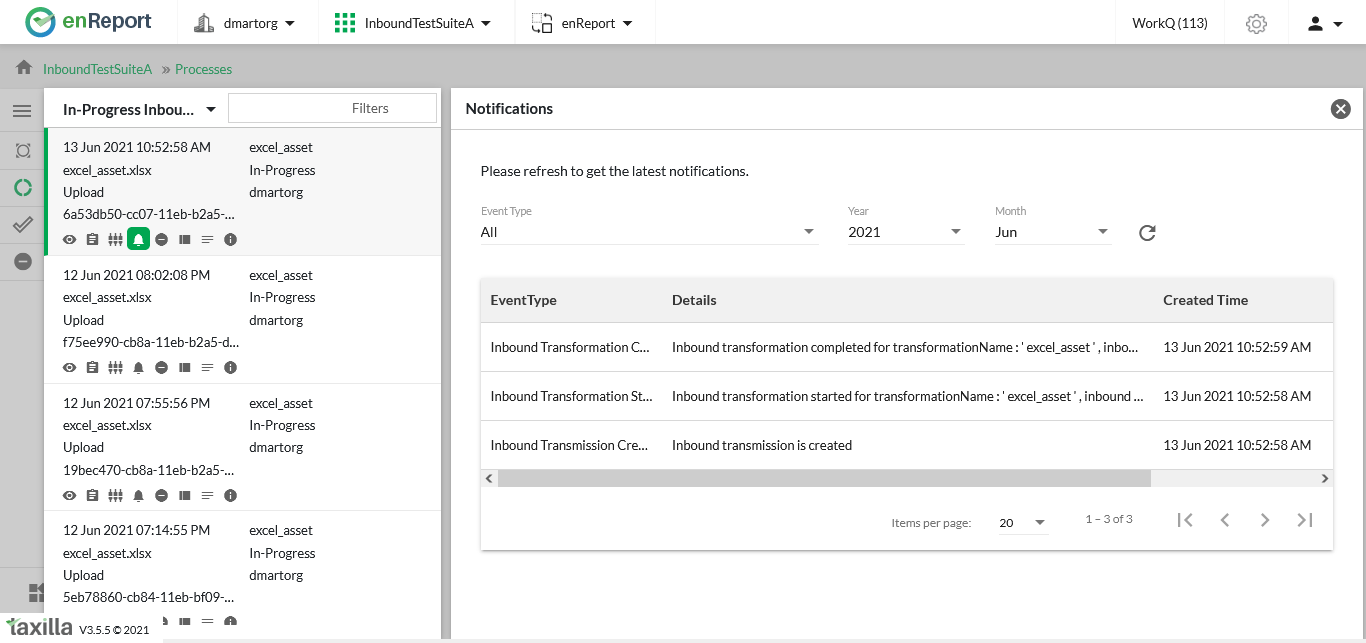 enReport dmartorg InboundTestSuiteA enReport WorkQ (113)
InboundTestSuiteA » Processes
In-Progress Inbou... Filters
13 Jun 2021 10:52:58 AM excel_asset
excel_asset.xlsx In-Progress
Upload dmartorg
6a53db50-cc07-11eb-b2a5-...
12 Jun 2021 08:02:08 PM excel_asset
excel_asset.xlsx In-Progress
Upload dmartorg
f75ee990-cb8a-11eb-b2a5-d...
12 Jun 2021 07:55:56 PM excel_asset
excel_asset.xlsx In-Progress
Upload dmartorg
19bec470-cb8a-11eb-b2a5-...
12 Jun 2021 07:14:55 PM excel_asset
excel_asset.xlsx In-Progress
Upload dmartorg
5eb78860-cb84-11eb-bf09-...
Notifications
Please refresh to get the latest notifications.
Event Type Year Month
All 2021 Jun
EventType Details Created Time
Inbound Transformation C... Inbound transformation completed for transformationName : ' excel_asset ' , inbo... 13 Jun 2021 10:52:59 AM
Inbound Transformation St... Inbound transformation started for transformationName : ' excel_asset ' , inbound ... 13 Jun 2021 10:52:58 AM
Inbound Transmission Cre... Inbound transmission is created 13 Jun 2021 10:52:58 AM
Items per page: 20 1 – 3 of 3
taxilla V3.5.5 © 2021